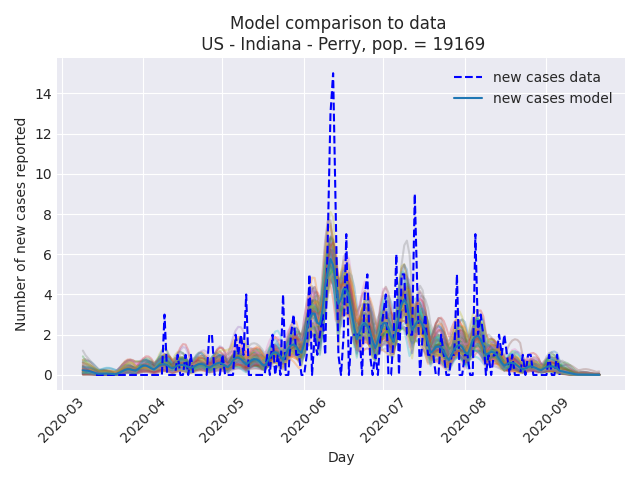 Model comparison to data
US - Indiana - Perry, pop. = 19169
new cases data
new cases model
Number of new cases reported
14
12
10
8
6
4
2
0
2020-03
2020-04
2020-05
2020-06
2020-07
2020-08
2020-09
Day